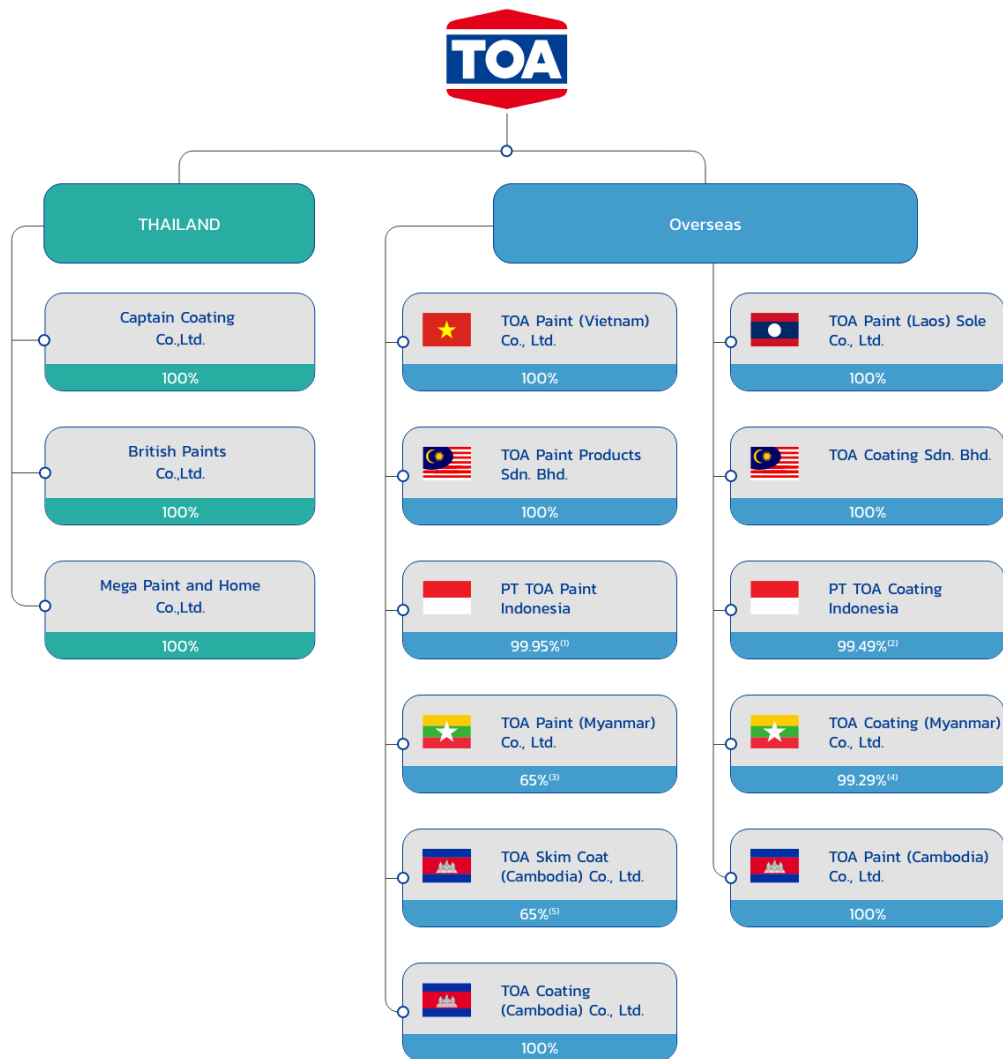 TOA
THAILAND
Captain Coating
Co.,Ltd.
100%
British Paints
Co.,Ltd.
100%
Mega Paint and Home
Co.,Ltd.
100%
Overseas
TOA Paint (Vietnam)
Co., Ltd.
100%
TOA Paint Products
Sdn. Bhd.
100%
PT TOA Paint
Indonesia
99.95%(1)
TOA Paint (Myanmar)
Co., Ltd.
65%(3)
TOA Skim Coat
(Cambodia) Co., Ltd.
65%(5)
TOA Coating
(Cambodia) Co., Ltd.
100%
TOA Paint (Laos) Sole
Co., Ltd.
100%
TOA Coating Sdn. Bhd.
100%
PT TOA Coating
Indonesia
99.49%(2)
TOA Coating (Myanmar)
Co., Ltd.
99.29%(4)
TOA Paint (Cambodia)
Co., Ltd.
100%